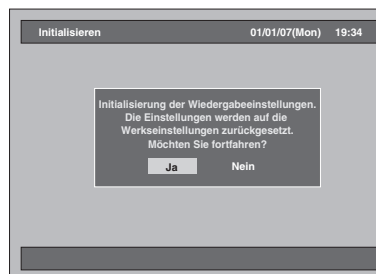 Initialisieren 01/01/07(Mon) 19:34
Initialisierung der Wiedergabeeinstellungen.
Die Einstellungen werden auf die
Werkseinstellungen zurückgesetzt.
Möchten Sie fortfahren?
Ja Nein